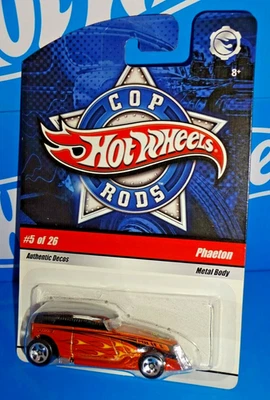 8+
COP
HOT WHEELS
RODS
#5 of 26
Phaeton
Authentic Decos
Metal Body